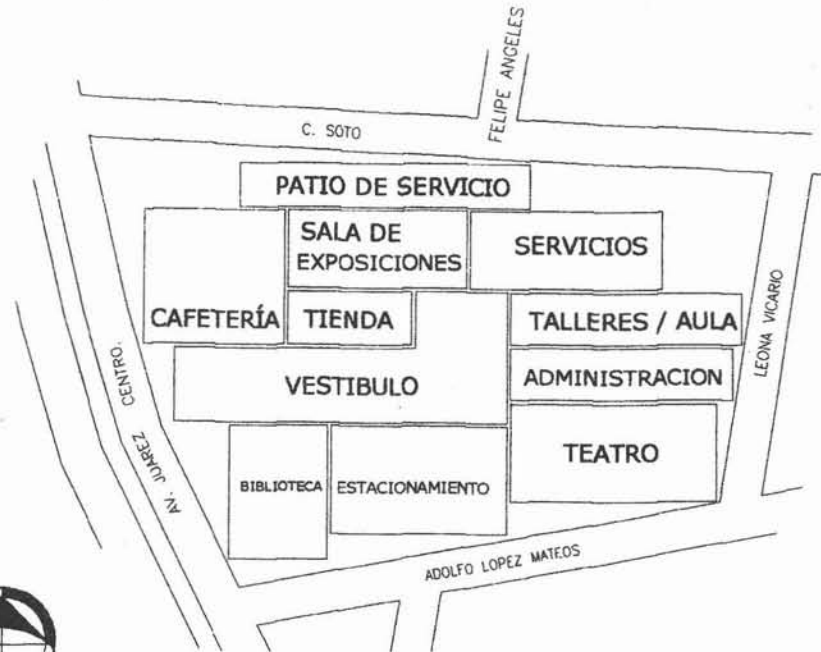 FELIPE ANGELES
C. SOTO
PATIO DE SERVICIO
SALA DE
EXPOSICIONES
SERVICIOS
CAFETERÍA
TIENDA
TALLERES / AULA
LEONA VICARIO
VESTIBULO
ADMINISTRACION
AV. JUAREZ CENTRO.
TEATRO
BIBLIOTECA
ESTACIONAMIENTO
ADOLFO LOPEZ MATEOS